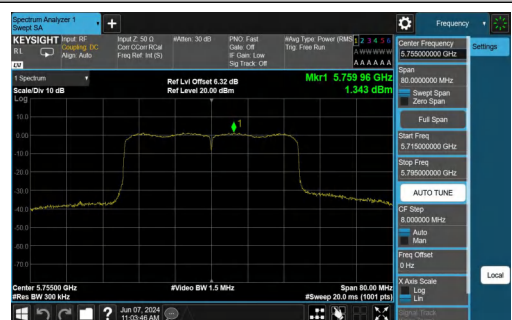 Spectrum Analyzer 1
Swept SA
Frequency
KEYSIGHT Input: RF
RL
Coupling: DC
Align: Auto
LXI
Input Z: 50 Ω
Corr CCorr RCal
Freq Ref: Int (S)
#Atten: 30 dB
PNO: Fast
Gate: Off
IF Gain: Low
Sig Track: Off
#Avg Type: Power (RMS
Trig: Free Run
1 2 3 4 5 6
A W W W W W
A A A A A A
1 Spectrum
Scale/Div 10 dB
Log
Ref Lvl Offset 6.32 dB
Ref Level 20.00 dBm
Mkr1 5.759 96 GHz
1.343 dBm
10.0
0.00
-10.0
-20.0
-30.0
-40.0
-50.0
-60.0
-70.0
1
Center 5.75500 GHz
#Res BW 300 kHz
#Video BW 1.5 MHz
Span 80.00 MHz
#Sweep 20.0 ms (1001 pts)
Jun 07, 2024
11:03:46 AM
Center Frequency
5.755000000 GHz
Settings
Span
80.0000000 MHz
Swept Span
Zero Span
Full Span
Start Freq
5.715000000 GHz
Stop Freq
5.795000000 GHz
AUTO TUNE
CF Step
8.000000 MHz
Auto
Man
Freq Offset
0 Hz
X Axis Scale
Log
Lin
Signal Track
Local